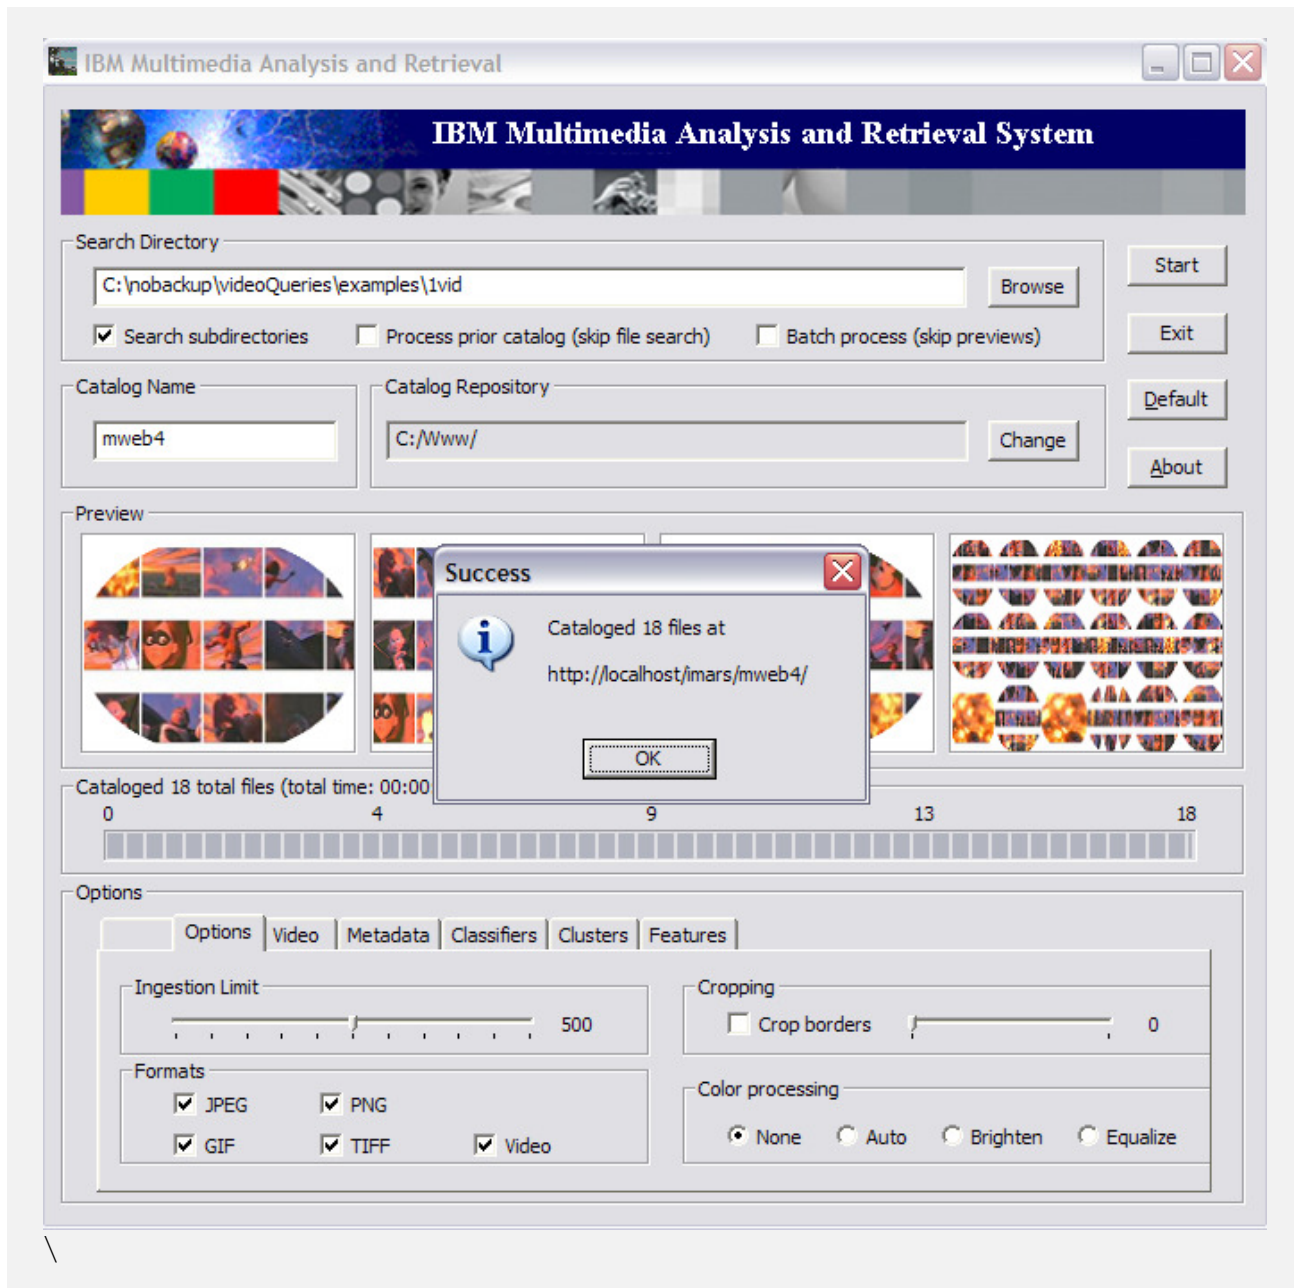 IBM Multimedia Analysis and Retrieval
IBM Multimedia Analysis and Retrieval System
Search Directory
C:\nobackup\videoQueries\examples\1vid
Browse
Start
Search subdirectories
Process prior catalog (skip file search)
Batch process (skip previews)
Exit
Catalog Name
Catalog Repository
Default
mweb4
C:/Www/
Change
About
Preview
Success
Cataloged 18 files at
http://localhost/imars/mweb4/
OK
Cataloged 18 total files (total time: 00:00
0 4 9 13 18
Options
Options Video Metadata Classifiers Clusters Features
Ingestion Limit
500
Cropping
Crop borders
0
Formats
JPEG
PNG
GIF
TIFF
Video
Color processing
None
Auto
Brighten
Equalize
\